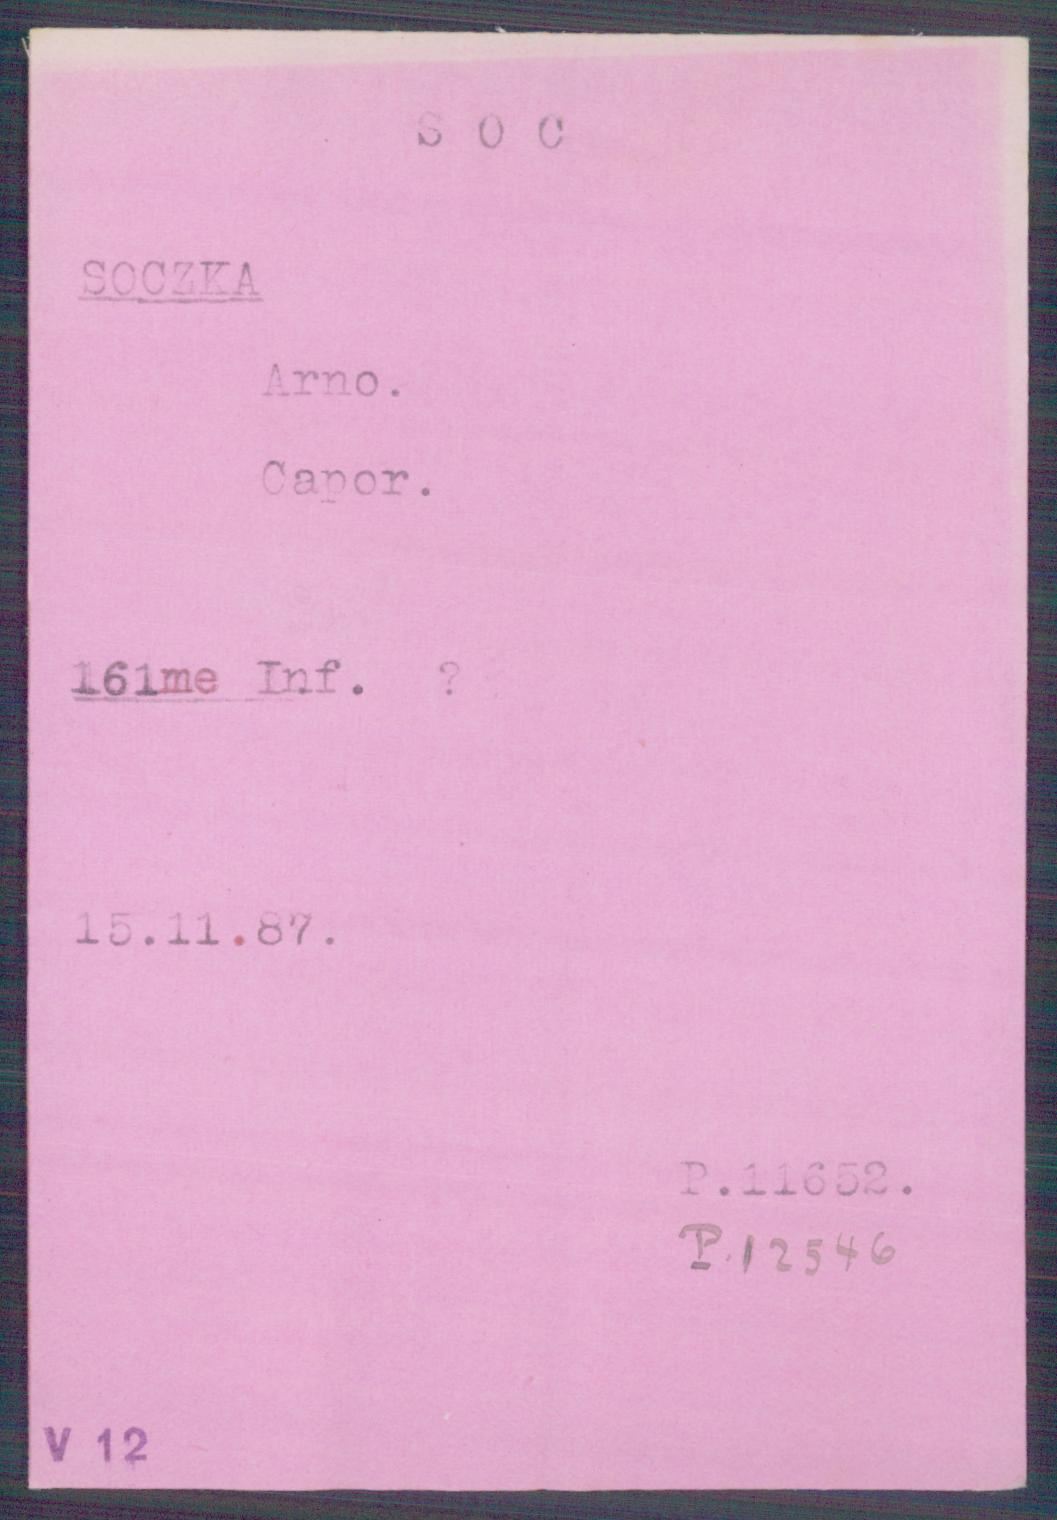 S O C
SOCZKA
Arno.
Capor.
161me Inf. ?
15.11.87.
P.11652.
P.12546
V 12